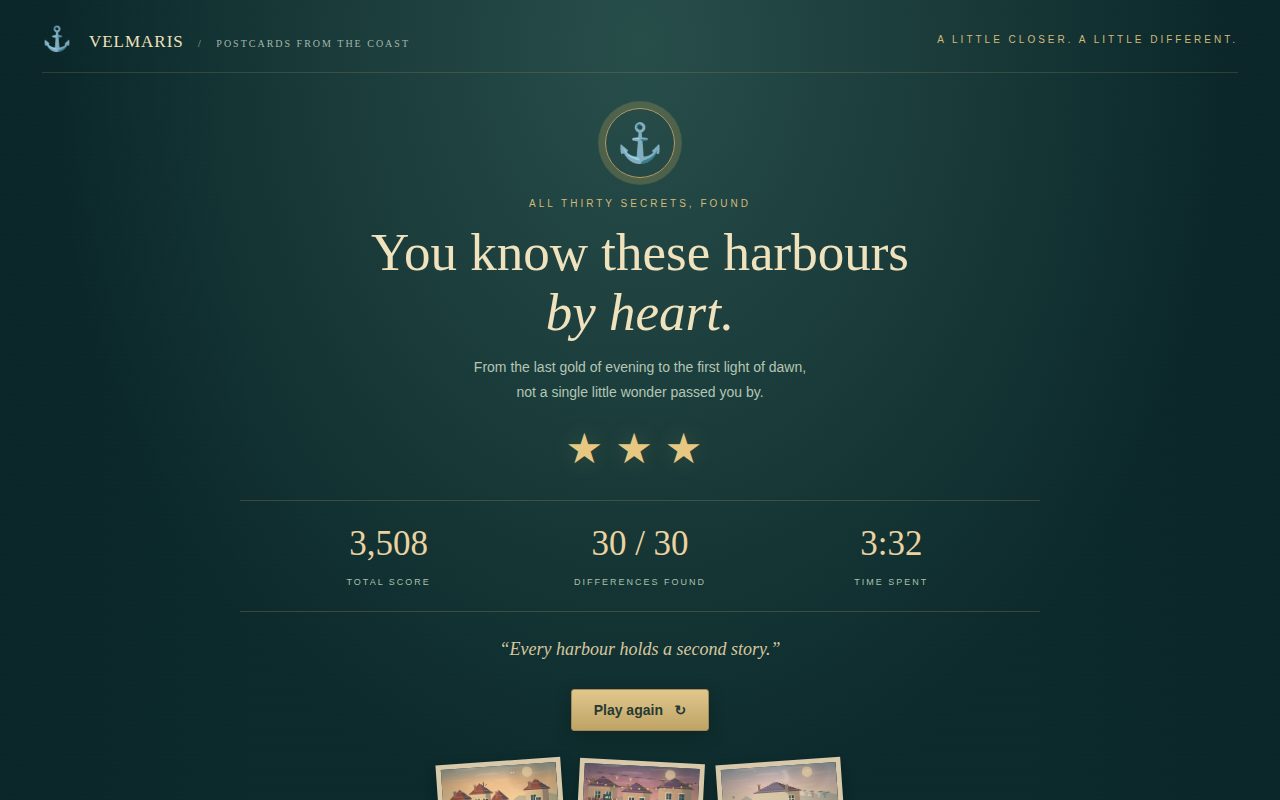 VELMARIS / POSTCARDS FROM THE COAST
A LITTLE CLOSER. A LITTLE DIFFERENT.
ALL THIRTY SECRETS, FOUND
You know these harbours
by heart.
From the last gold of evening to the first light of dawn,
not a single little wonder passed you by.
3,508
30 / 30
3:32
TOTAL SCORE
DIFFERENCES FOUND
TIME SPENT
“Every harbour holds a second story.”
Play again ↻